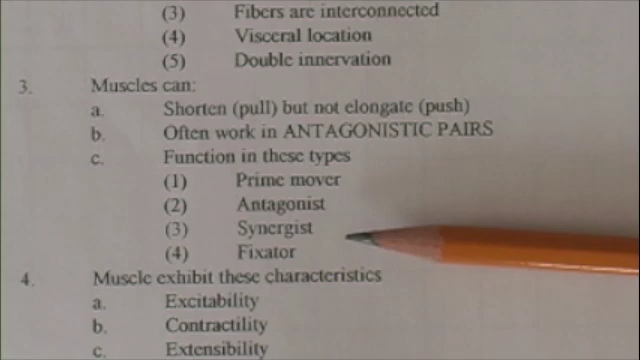 (3) Fibers are interconnected
(4) Visceral location
(5) Double innervation
3. Muscles can:
a. Shorten (pull) but not elongate (push)
b. Often work in ANTAGONISTIC PAIRS
c. Function in these types
(1) Prime mover
(2) Antagonist
(3) Synergist
(4) Fixator
4. Muscle exhibit these characteristics
a. Excitability
b. Contractility
c. Extensibility